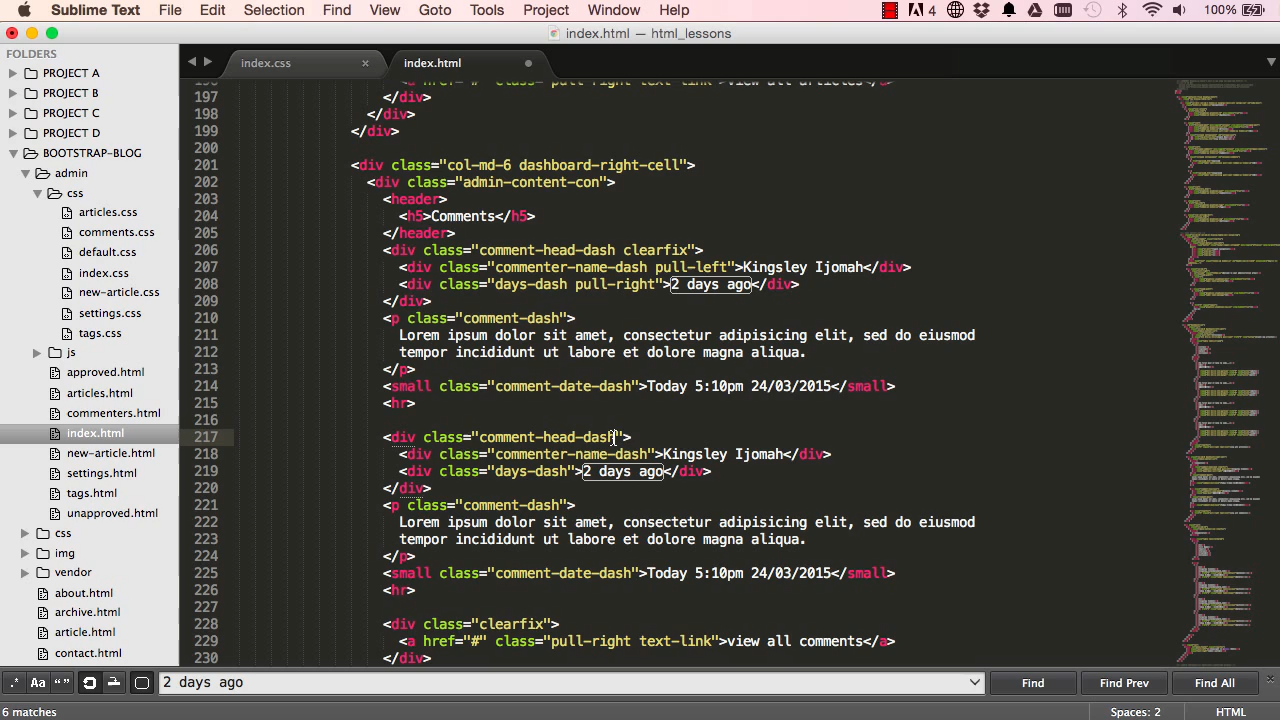 Sublime Text File Edit Selection Find View Goto Tools Project Window Help 4 100%
index.html — html_lessons
FOLDERS
PROJECT A
PROJECT B
PROJECT C
PROJECT D
BOOTSTRAP-BLOG
admin
css
articles.css
comments.css
default.css
index.css
new-article.css
settings.css
tags.css
js
approved.html
articles.html
commenters.html
index.html
new-article.html
settings.html
tags.html
unapproved.html
css
img
vendor
about.html
archive.html
article.html
contact.html
index.css x index.html
196 <a href="#" class="pull-right text-link">view all articles</a>
197 </div>
198 </div>
199 </div>
200
201 <div class="col-md-6 dashboard-right-cell">
202 <div class="admin-content-con">
203 <header>
204 <h5>Comments</h5>
205 </header>
206 <div class="comment-head-dash clearfix">
207 <div class="commenter-name-dash pull-left">Kingsley Ijomah</div>
208 <div class="days-dash pull-right">2 days ago</div>
209 </div>
210 <p class="comment-dash">
211 Lorem ipsum dolor sit amet, consectetur adipisicing elit, sed do eiusmod
212 tempor incididunt ut labore et dolore magna aliqua.
213 </p>
214 <small class="comment-date-dash">Today 5:10pm 24/03/2015</small>
215 <hr>
216
217 <div class="comment-head-dash">
218 <div class="commenter-name-dash">Kingsley Ijomah</div>
219 <div class="days-dash">2 days ago</div>
220 </div>
221 <p class="comment-dash">
222 Lorem ipsum dolor sit amet, consectetur adipisicing elit, sed do eiusmod
223 tempor incididunt ut labore et dolore magna aliqua.
224 </p>
225 <small class="comment-date-dash">Today 5:10pm 24/03/2015</small>
226 <hr>
227
228 <div class="clearfix">
229 <a href="#" class="pull-right text-link">view all comments</a>
230 </div>
.* Aa “” 2 days ago Find Find Prev Find All
6 matches Spaces: 2 HTML